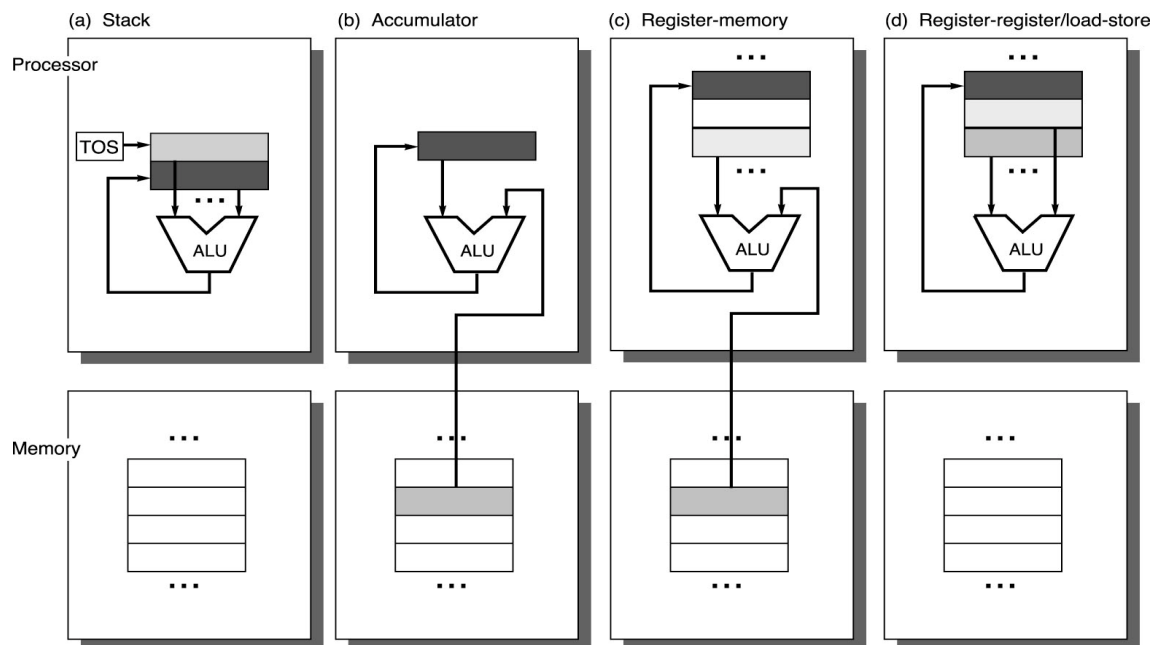 (a) Stack
(b) Accumulator
(c) Register-memory
(d) Register-register/load-store
Processor
TOS
ALU
ALU
ALU
ALU
Memory